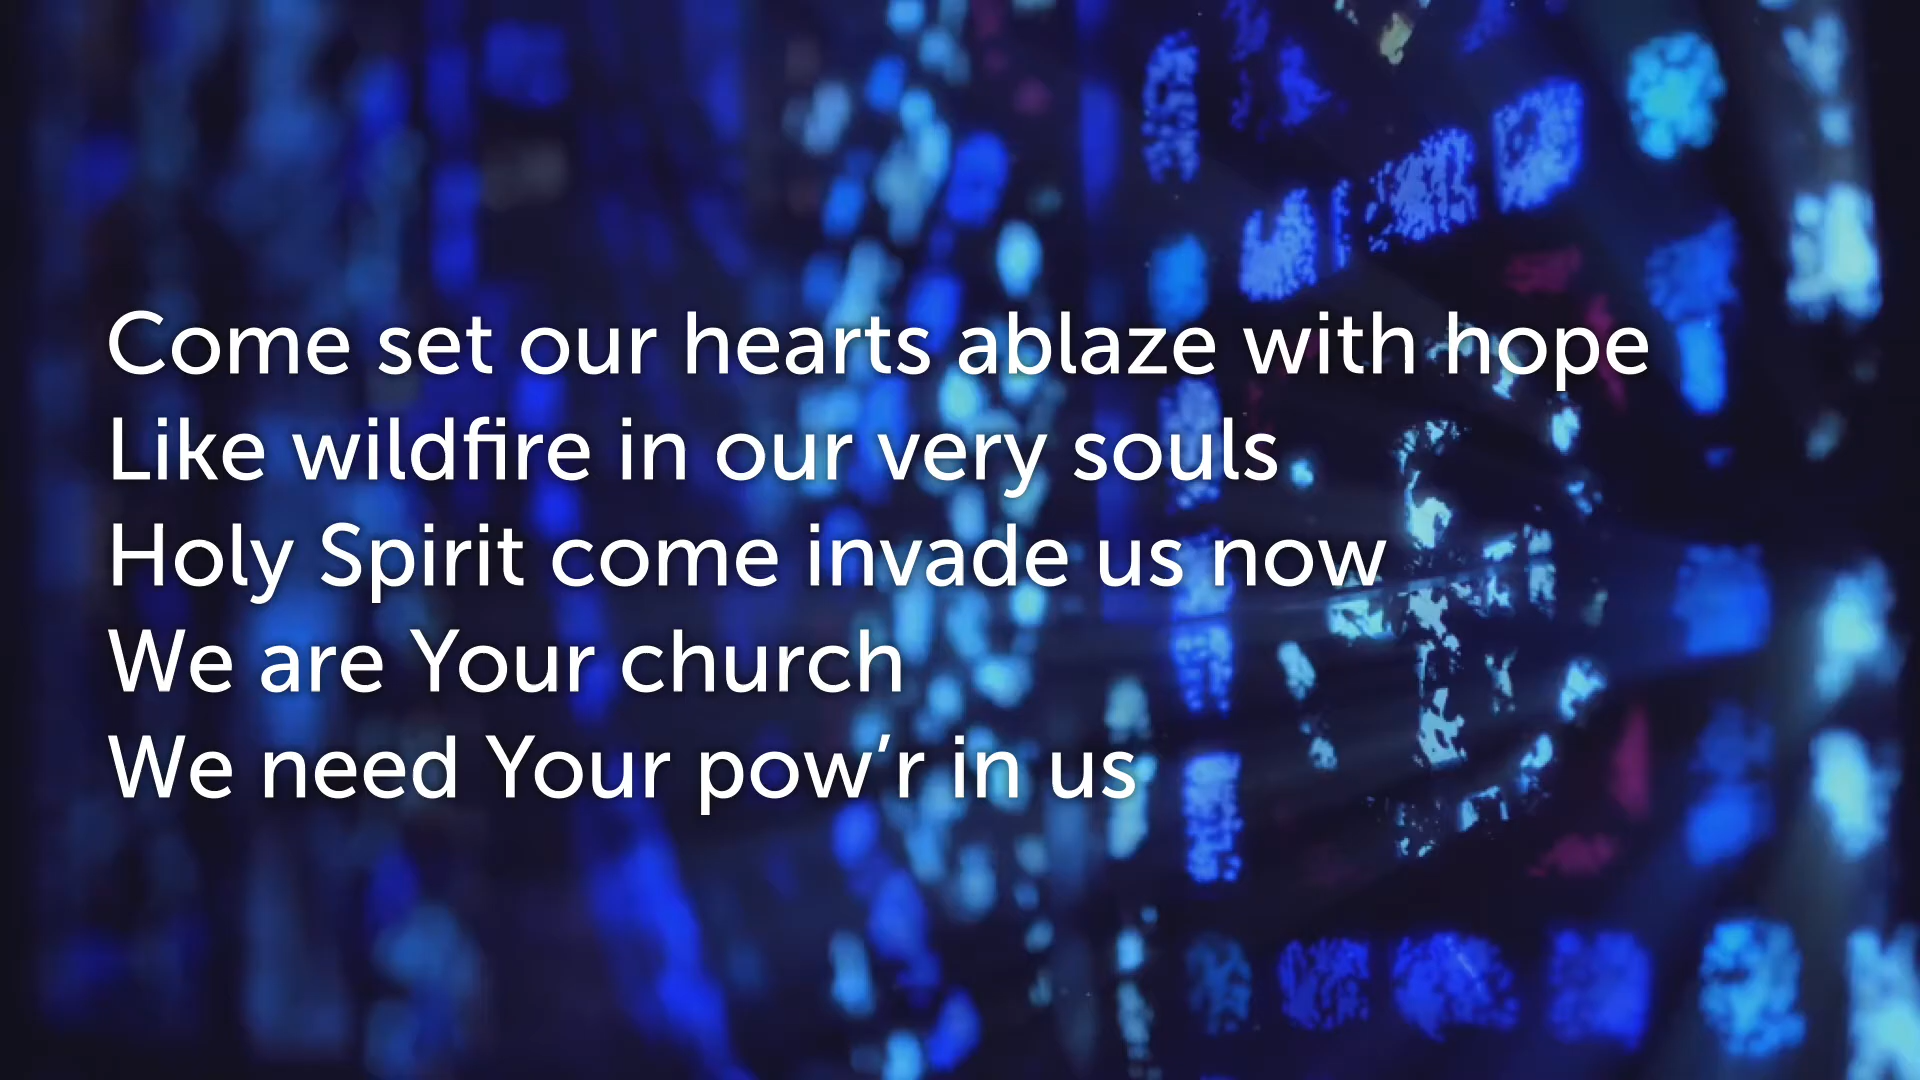 Come set our hearts ablaze with hope
Like wildfire in our very souls
Holy Spirit come invade us now
We are Your church
We need Your pow’r in us